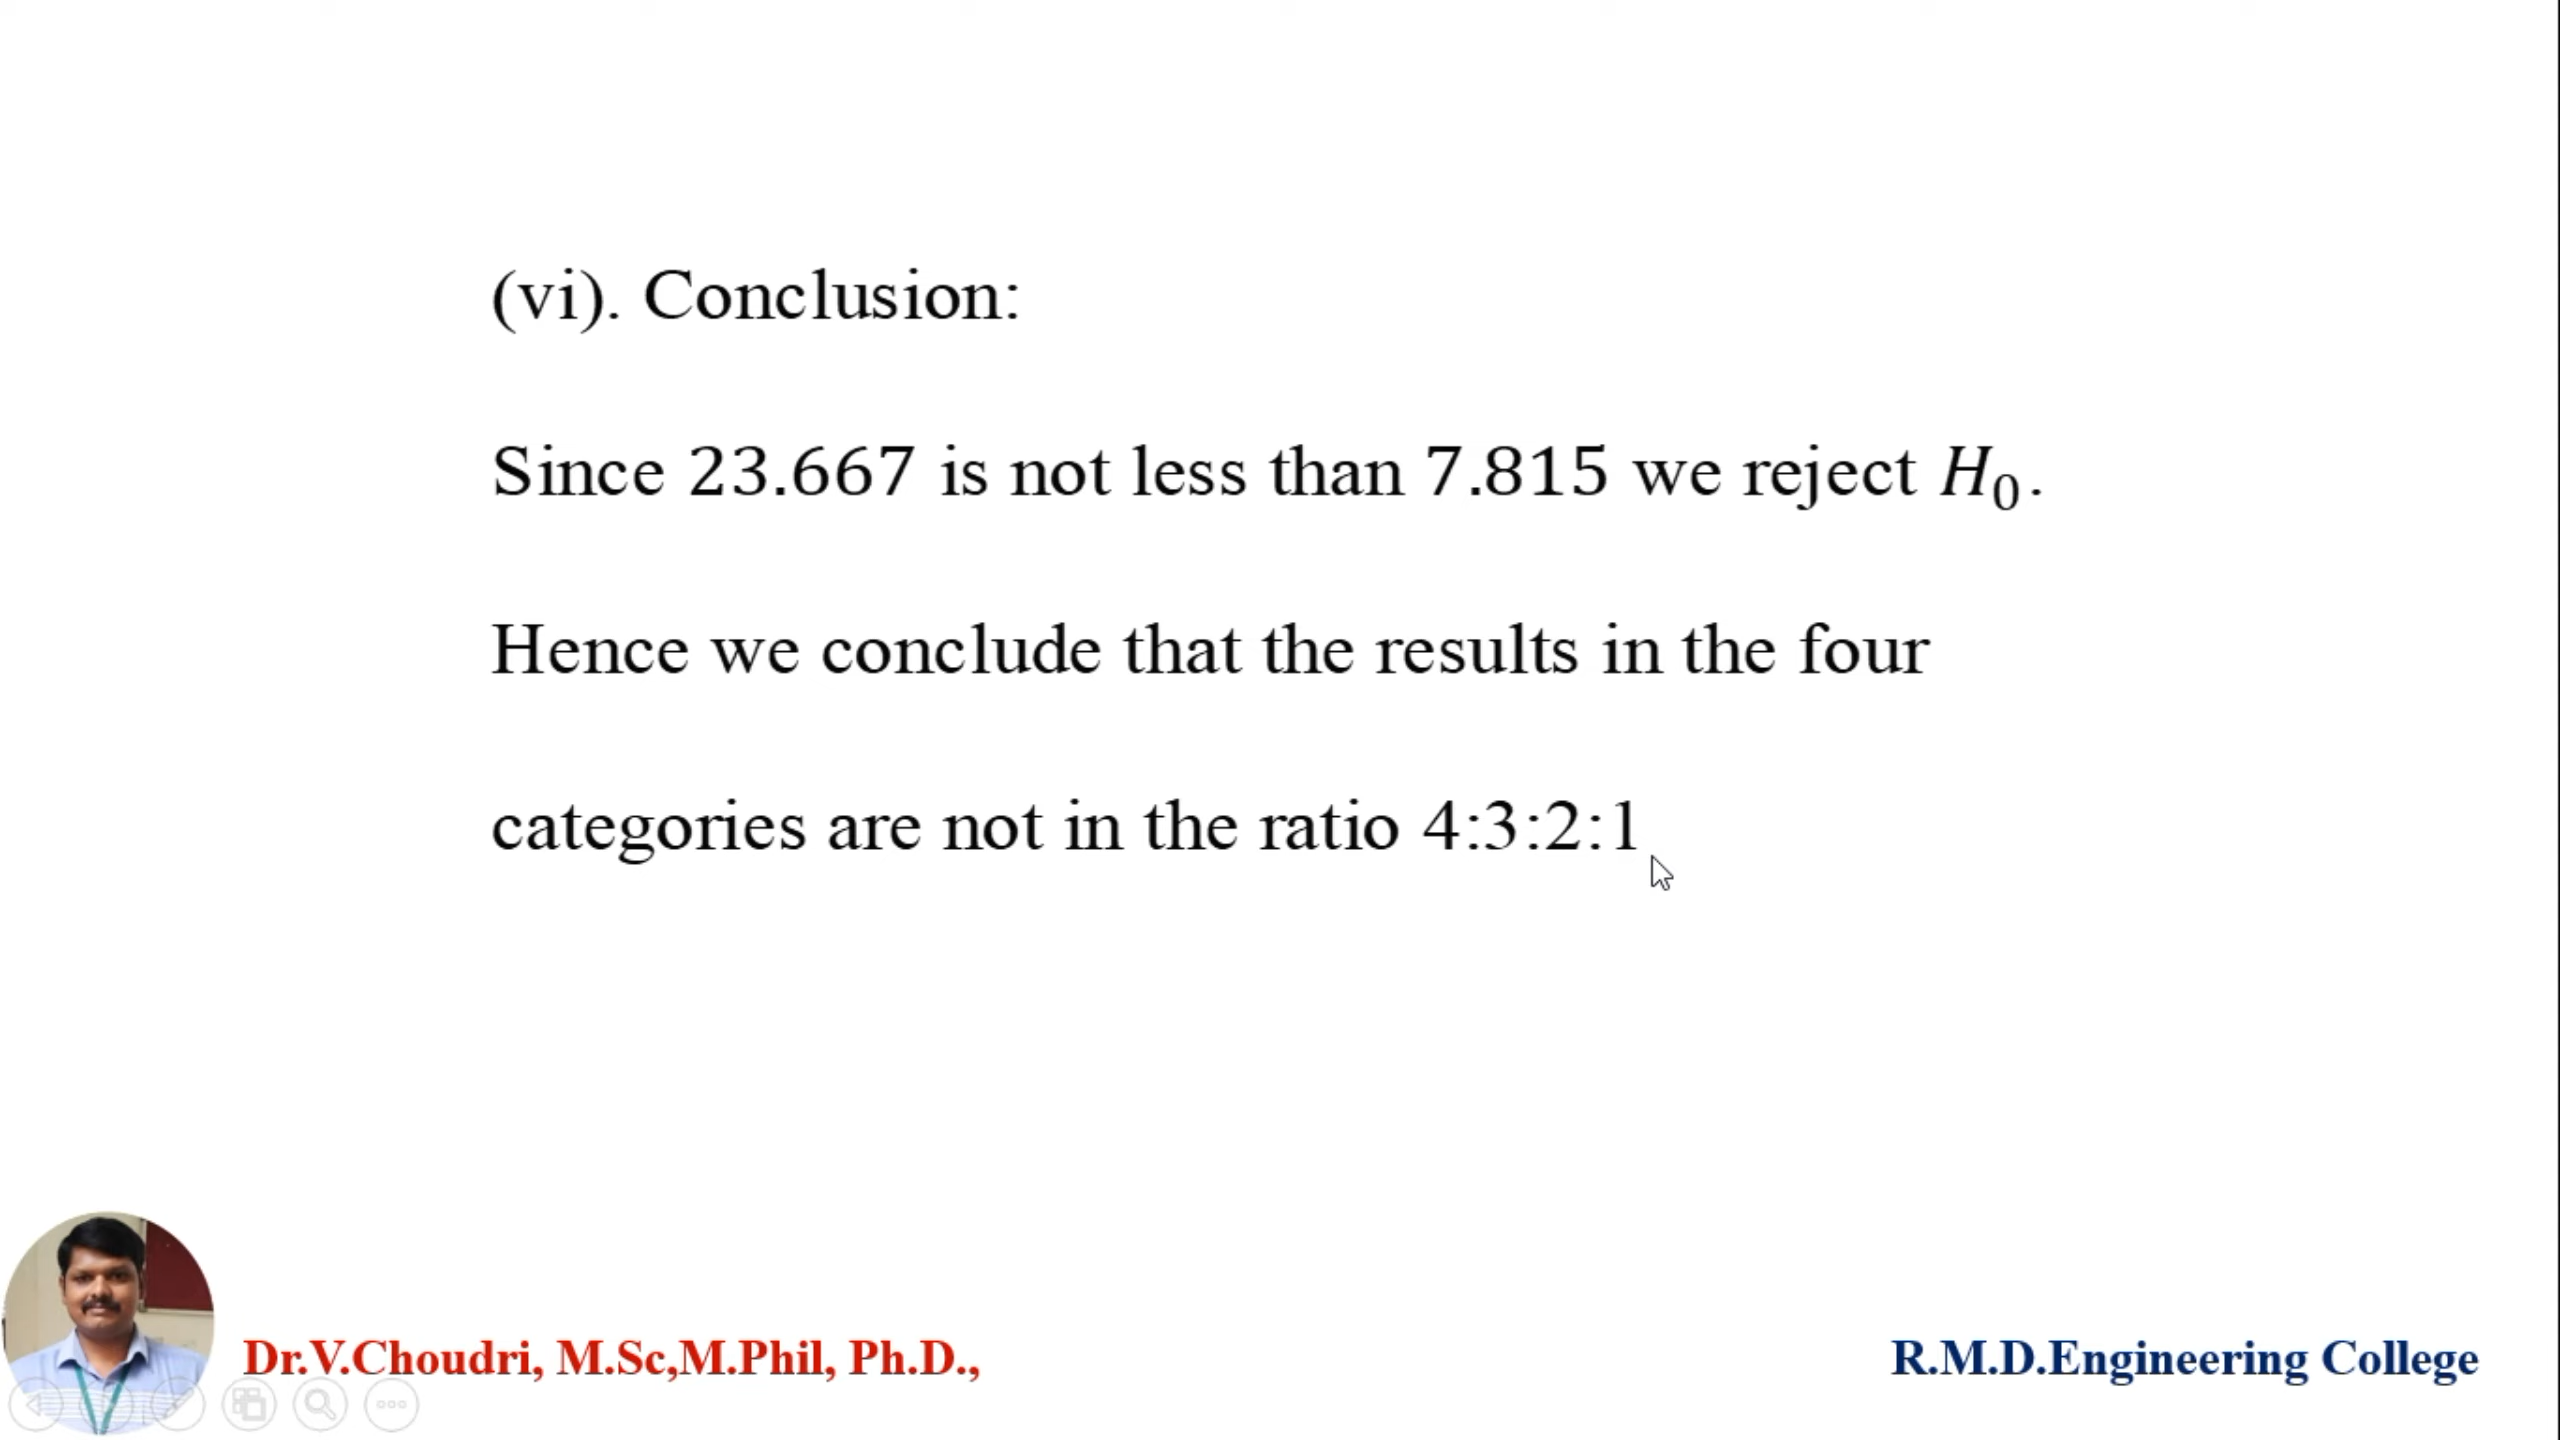 (vi). Conclusion:
Since 23.667 is not less than 7.815 we reject H₀.
Hence we conclude that the results in the four
categories are not in the ratio 4:3:2:1
Dr.V.Choudri, M.Sc,M.Phil, Ph.D.,
R.M.D.Engineering College